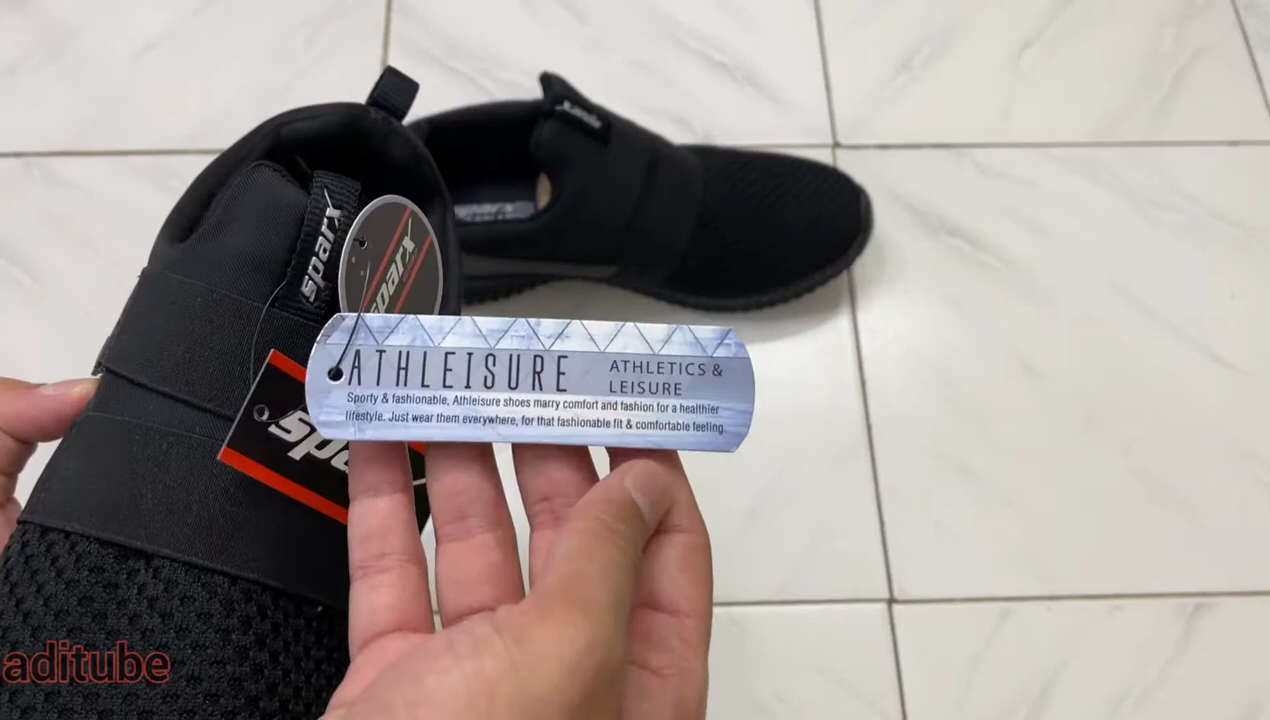 sparx
sparx
sparx
ATHLEISURE
ATHLETICS &
LEISURE
Sporty & fashionable, Athleisure shoes marry comfort and fashion for a healthier
lifestyle. Just wear them everywhere, for that fashionable fit & comfortable feeling.
aditube